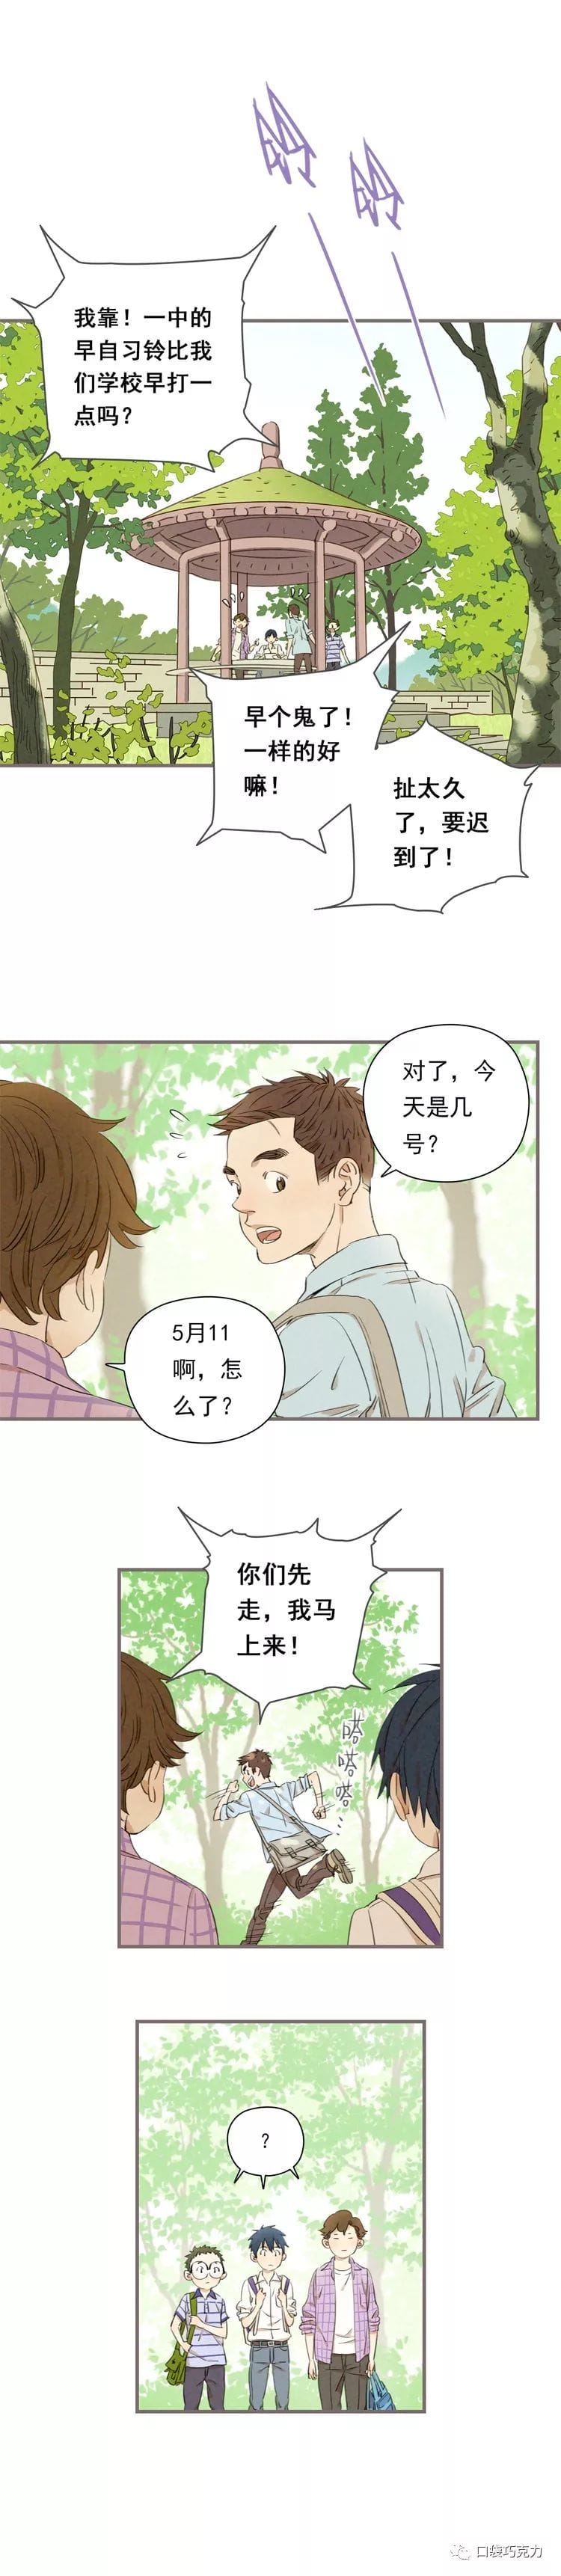 铃
铃
我靠！一中的
早自习铃比我
们学校早打一
点吗？
早个鬼了！
一样的好
嘛！
扯太久
了，要迟
到了！
对了，今
天是几
号？
5月11
啊，怎
么了？
你们先
走，我马
上来！
嗒
嗒
嗒
…
？
口袋巧克力